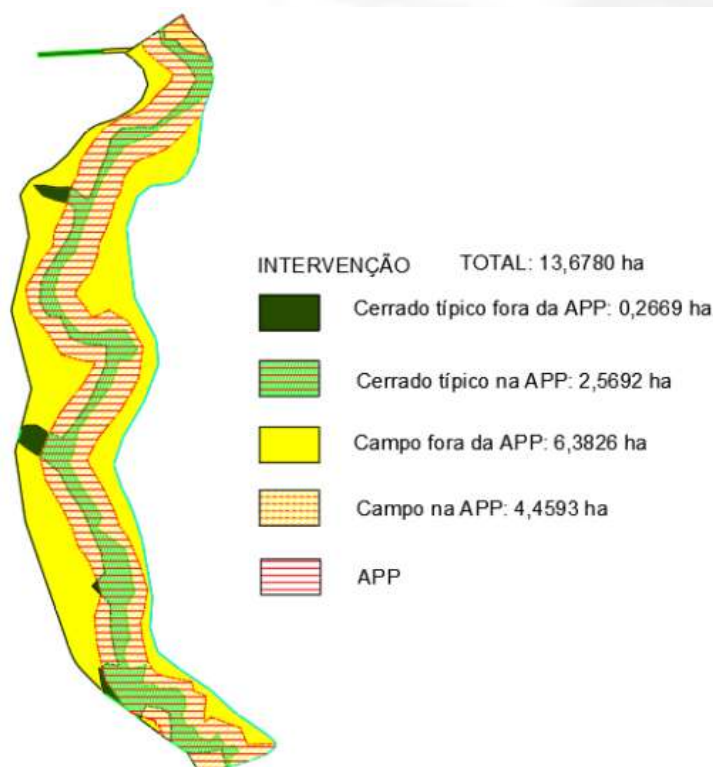 INTERVENÇÃO TOTAL: 13,6780 ha
Cerrado típico fora da APP: 0,2669 ha
Cerrado típico na APP: 2,5692 ha
Campo fora da APP: 6,3826 ha
Campo na APP: 4,4593 ha
APP